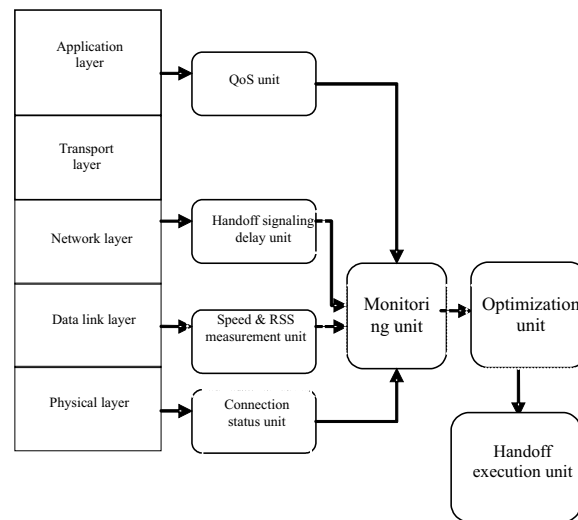 Application
layer
QoS unit
Transport
layer
Network layer
Handoff signaling
delay unit
Data link layer
Speed & RSS
measurement unit
Monitori
ng unit
Optimization
unit
Physical layer
Connection
status unit
Handoff
execution unit